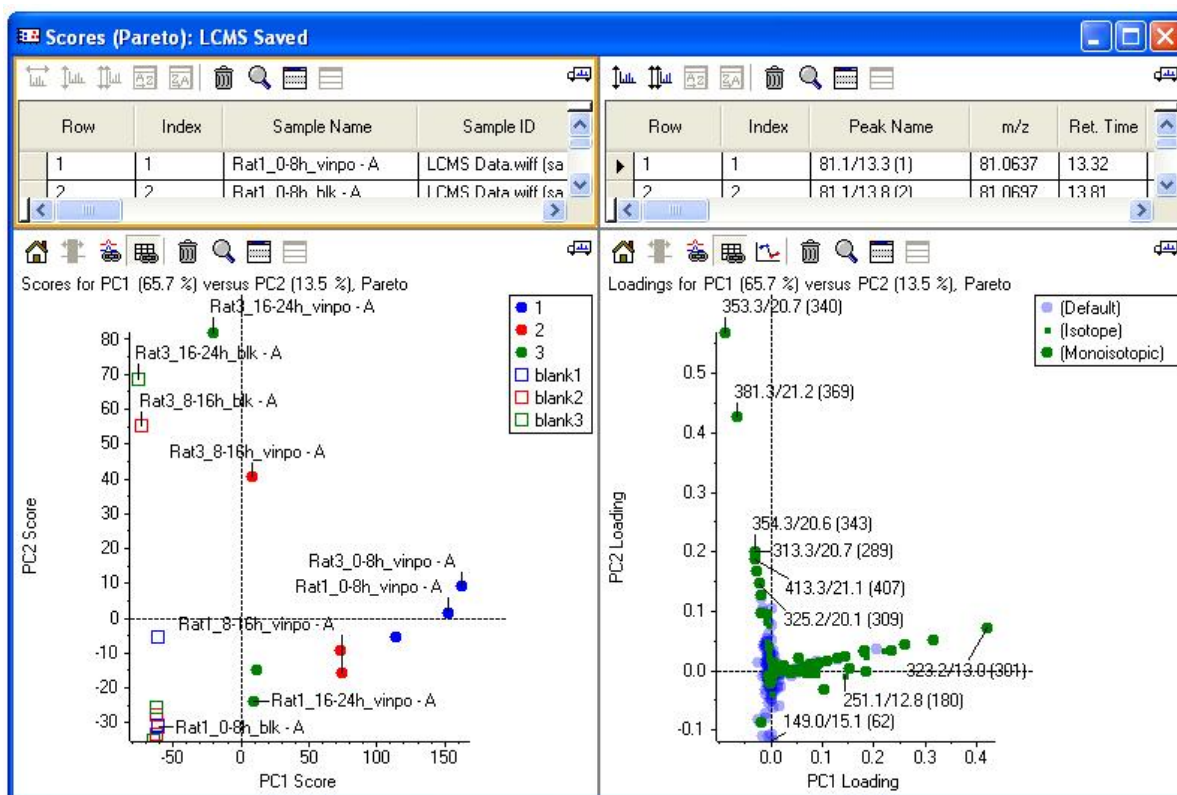 Scores (Pareto): LCMS Saved
Row Index Sample Name Sample ID
1 1 Rat1_0-8h_vinpo - A LCMS Data.wiff (sa
2 2 Rat1_0-8h_blk - A LCMS Data.wiff (sa
Row Index Peak Name m/z Ret. Time
1 1 81.1/13.3 (1) 81.0637 13.32
2 2 81.1/13.8 (2) 81.0697 13.81
Scores for PC1 (65.7 %) versus PC2 (13.5 %), Pareto
Rat3_16-24h_vinpo - A
Rat3_16-24h_blk - A
Rat3_8-16h_blk - A
Rat3_8-16h_vinpo - A
Rat3_0-8h_vinpo - A
Rat1_0-8h_vinpo - A
Rat1_8-16h_vinpo - A
Rat1_16-24h_vinpo - A
Rat1_0-8h_blk - A
1
2
3
blank1
blank2
blank3
PC2 Score
80
70
60
50
40
30
20
10
0
-10
-20
-30
-50 0 50 100 150
PC1 Score
Loadings for PC1 (65.7 %) versus PC2 (13.5 %), Pareto
353.3/20.7 (340)
381.3/21.2 (369)
354.3/20.6 (343)
313.3/20.7 (289)
413.3/21.1 (407)
325.2/20.1 (309)
323.2/13.0 (301)
251.1/12.8 (180)
149.0/15.1 (62)
(Default)
(Isotope)
(Monoisotopic)
PC2 Loading
0.5
0.4
0.3
0.2
0.1
0.0
-0.1
0.0 0.1 0.2 0.3 0.4
PC1 Loading